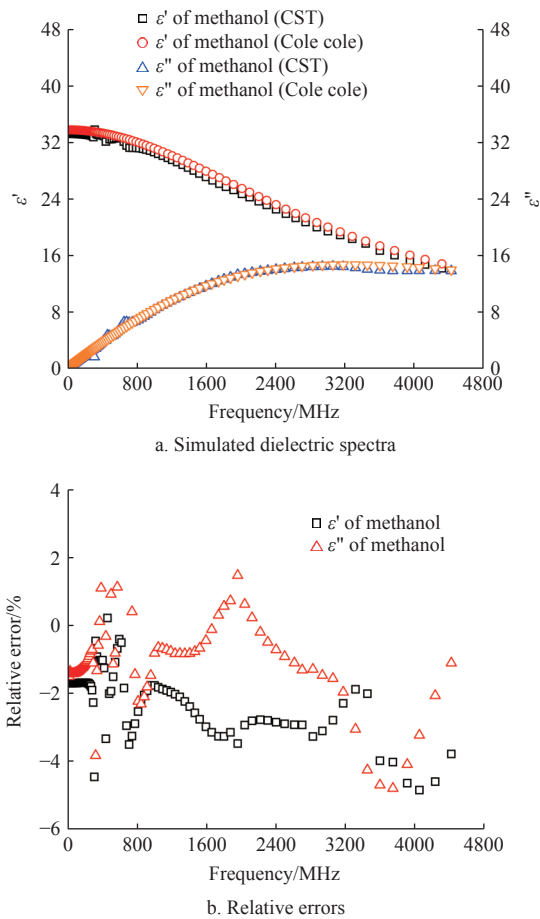 ε' of methanol (CST)
ε' of methanol (Cole cole)
ε" of methanol (CST)
ε" of methanol (Cole cole)
48 48
40 40
32 32
24 24
16 16
8 8
0 0
ε' ε"
0 800 1600 2400 3200 4000 4800
Frequency/MHz
a. Simulated dielectric spectra
ε' of methanol
ε" of methanol
4
2
0
−2
−4
−6
Relative error/%
0 800 1600 2400 3200 4000 4800
Frequency/MHz
b. Relative errors